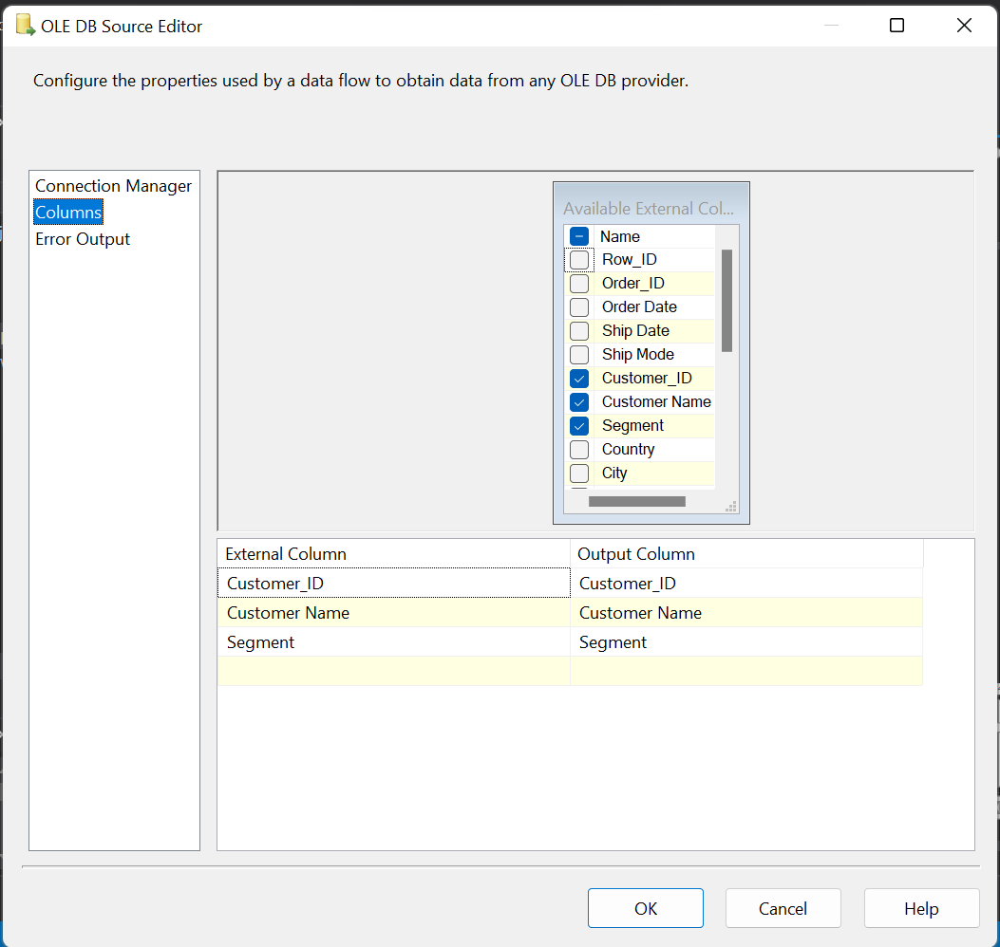 OLE DB Source Editor
Configure the properties used by a data flow to obtain data from any OLE DB provider.
Connection Manager
Columns
Error Output
Available External Col...
Name
Row_ID
Order_ID
Order Date
Ship Date
Ship Mode
Customer_ID
Customer Name
Segment
Country
City
External Column Output Column
Customer_ID Customer_ID
Customer Name Customer Name
Segment Segment
OK Cancel Help